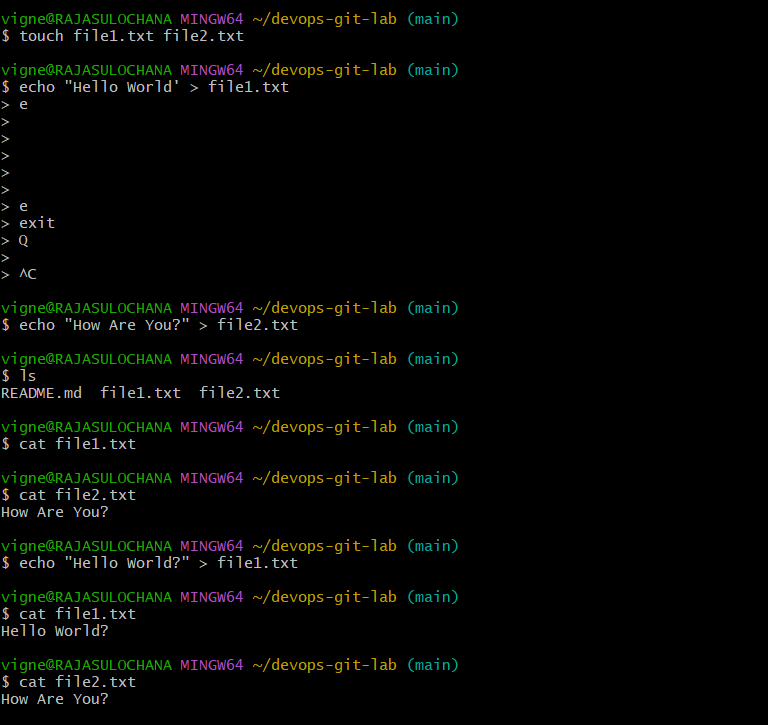 vigne@RAJASULOCHANA MINGW64 ~/devops-git-lab (main)
$ touch file1.txt file2.txt
vigne@RAJASULOCHANA MINGW64 ~/devops-git-lab (main)
$ echo "Hello World' > file1.txt
> e
>
>
>
>
>
> e
> exit
> Q
>
> ^C
vigne@RAJASULOCHANA MINGW64 ~/devops-git-lab (main)
$ echo "How Are You?" > file2.txt
vigne@RAJASULOCHANA MINGW64 ~/devops-git-lab (main)
$ ls
README.md  file1.txt  file2.txt
vigne@RAJASULOCHANA MINGW64 ~/devops-git-lab (main)
$ cat file1.txt
vigne@RAJASULOCHANA MINGW64 ~/devops-git-lab (main)
$ cat file2.txt
How Are You?
vigne@RAJASULOCHANA MINGW64 ~/devops-git-lab (main)
$ echo "Hello World?" > file1.txt
vigne@RAJASULOCHANA MINGW64 ~/devops-git-lab (main)
$ cat file1.txt
Hello World?
vigne@RAJASULOCHANA MINGW64 ~/devops-git-lab (main)
$ cat file2.txt
How Are You?